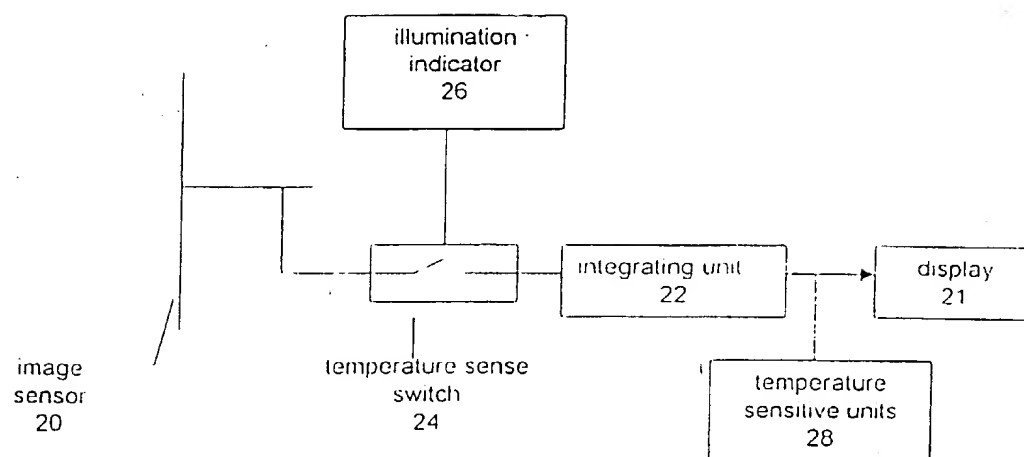 illumination
indicator
26
integrating unit
22
display
21
image
sensor
20
temperature sense
switch
24
temperature
sensitive units
28